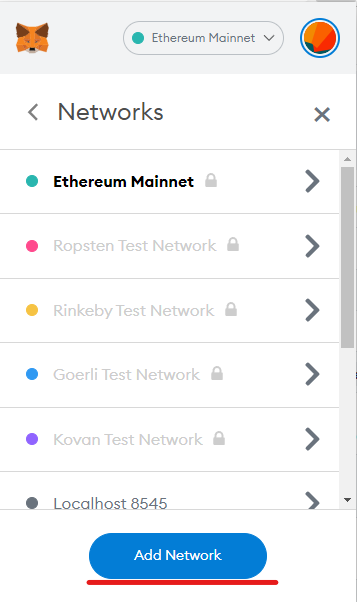 Ethereum Mainnet
Networks
Ethereum Mainnet
Ropsten Test Network
Rinkeby Test Network
Goerli Test Network
Kovan Test Network
Localhost 8545
Add Network